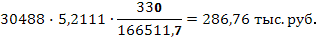 30488 · 5,2111 · 330/166511,7 = 286,76 тыс. руб.